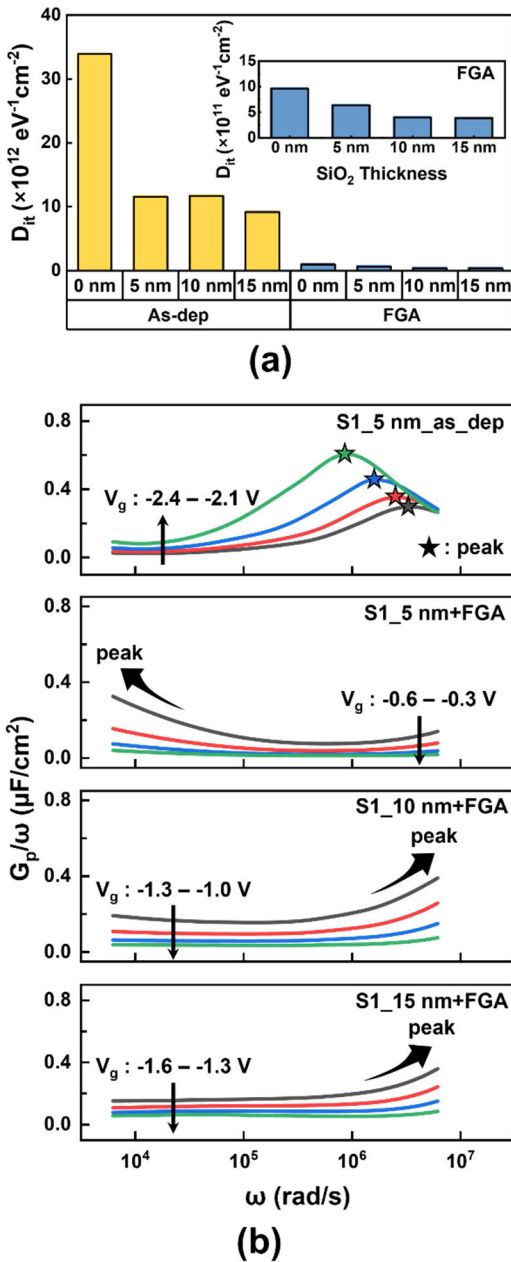 (a)
D_it (×10^12 eV^-1cm^-2)
40
30
20
10
0
0 nm 5 nm 10 nm 15 nm 0 nm 5 nm 10 nm 15 nm
As-dep FGA
D_it (×10^11 eV^-1cm^-2)
15
10
5
0
FGA
0 nm 5 nm 10 nm 15 nm
SiO₂ Thickness
(a)
G_p/ω (μF/cm²)
0.8
0.4
0.0
S1_5 nm_as_dep
V_g : -2.4 – -2.1 V
★ : peak
0.8
0.4
0.0
S1_5 nm+FGA
peak
V_g : -0.6 – -0.3 V
0.8
0.4
0.0
S1_10 nm+FGA
peak
V_g : -1.3 – -1.0 V
0.8
0.4
0.0
S1_15 nm+FGA
peak
V_g : -1.6 – -1.3 V
10^4 10^5 10^6 10^7
ω (rad/s)
(b)